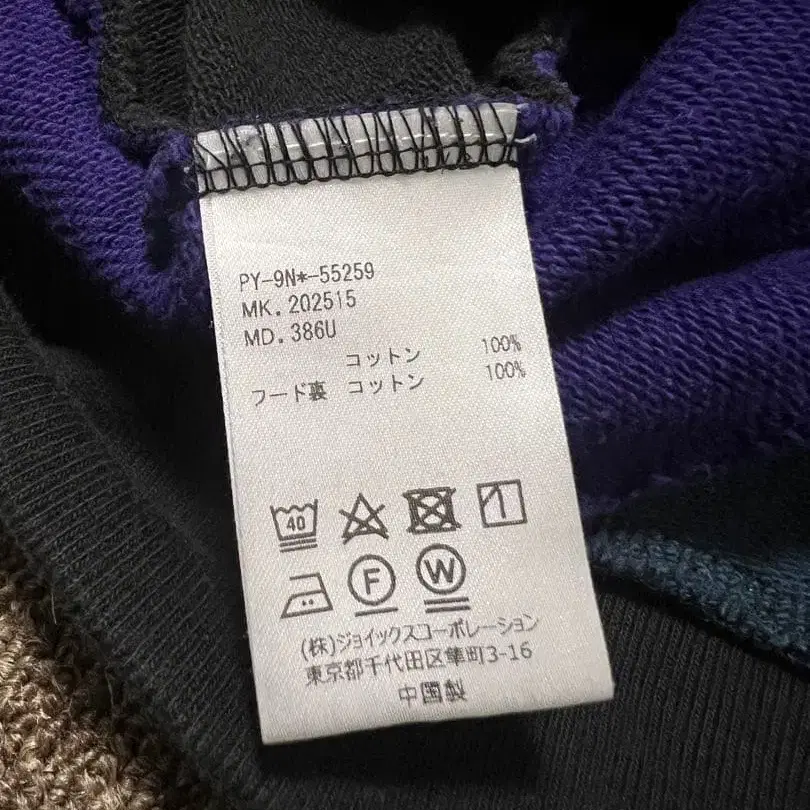 PY-9N*-55259
MK.202515
MD.386U
コットン 100%
フード裏 コットン 100%
40
F W
(株)ジョイックスコーポレーション
東京都千代田区隼町3-16
中国製